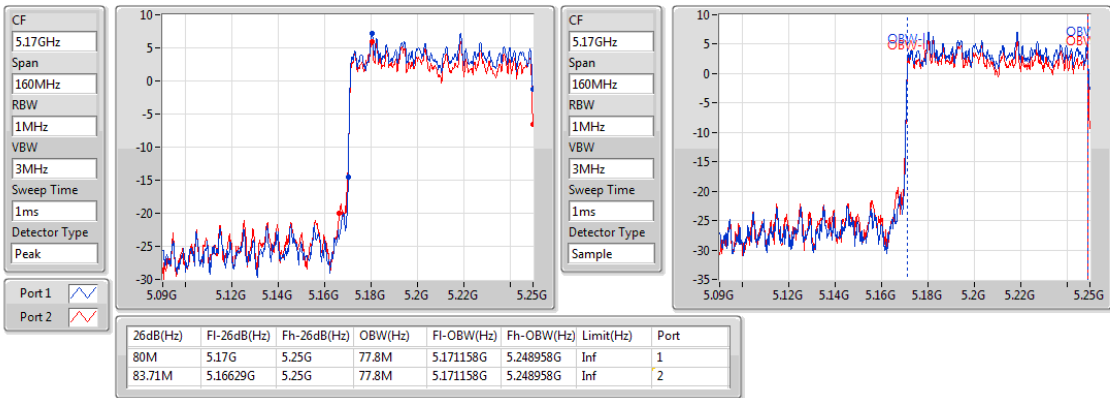 CF
5.17GHz
Span
160MHz
RBW
1MHz
VBW
3MHz
Sweep Time
1ms
Detector Type
Peak
Port 1
Port 2
10-
5-
0-
-5-
-10-
-15-
-20-
-25-
-30-
5.09G 5.12G 5.14G 5.16G 5.18G 5.2G 5.22G 5.25G
CF
5.17GHz
Span
160MHz
RBW
1MHz
VBW
3MHz
Sweep Time
1ms
Detector Type
Sample
10-
5-
0-
-5-
-10-
-15-
-20-
-25-
-30-
-35-
OBW-
OBW-
OBW
OBW
5.09G 5.12G 5.14G 5.16G 5.18G 5.2G 5.22G 5.25G
26dB(Hz) Fl-26dB(Hz) Fh-26dB(Hz) OBW(Hz) Fl-OBW(Hz) Fh-OBW(Hz) Limit(Hz) Port
80M 5.17G 5.25G 77.8M 5.171158G 5.248958G Inf 1
83.71M 5.16629G 5.25G 77.8M 5.171158G 5.248958G Inf 2